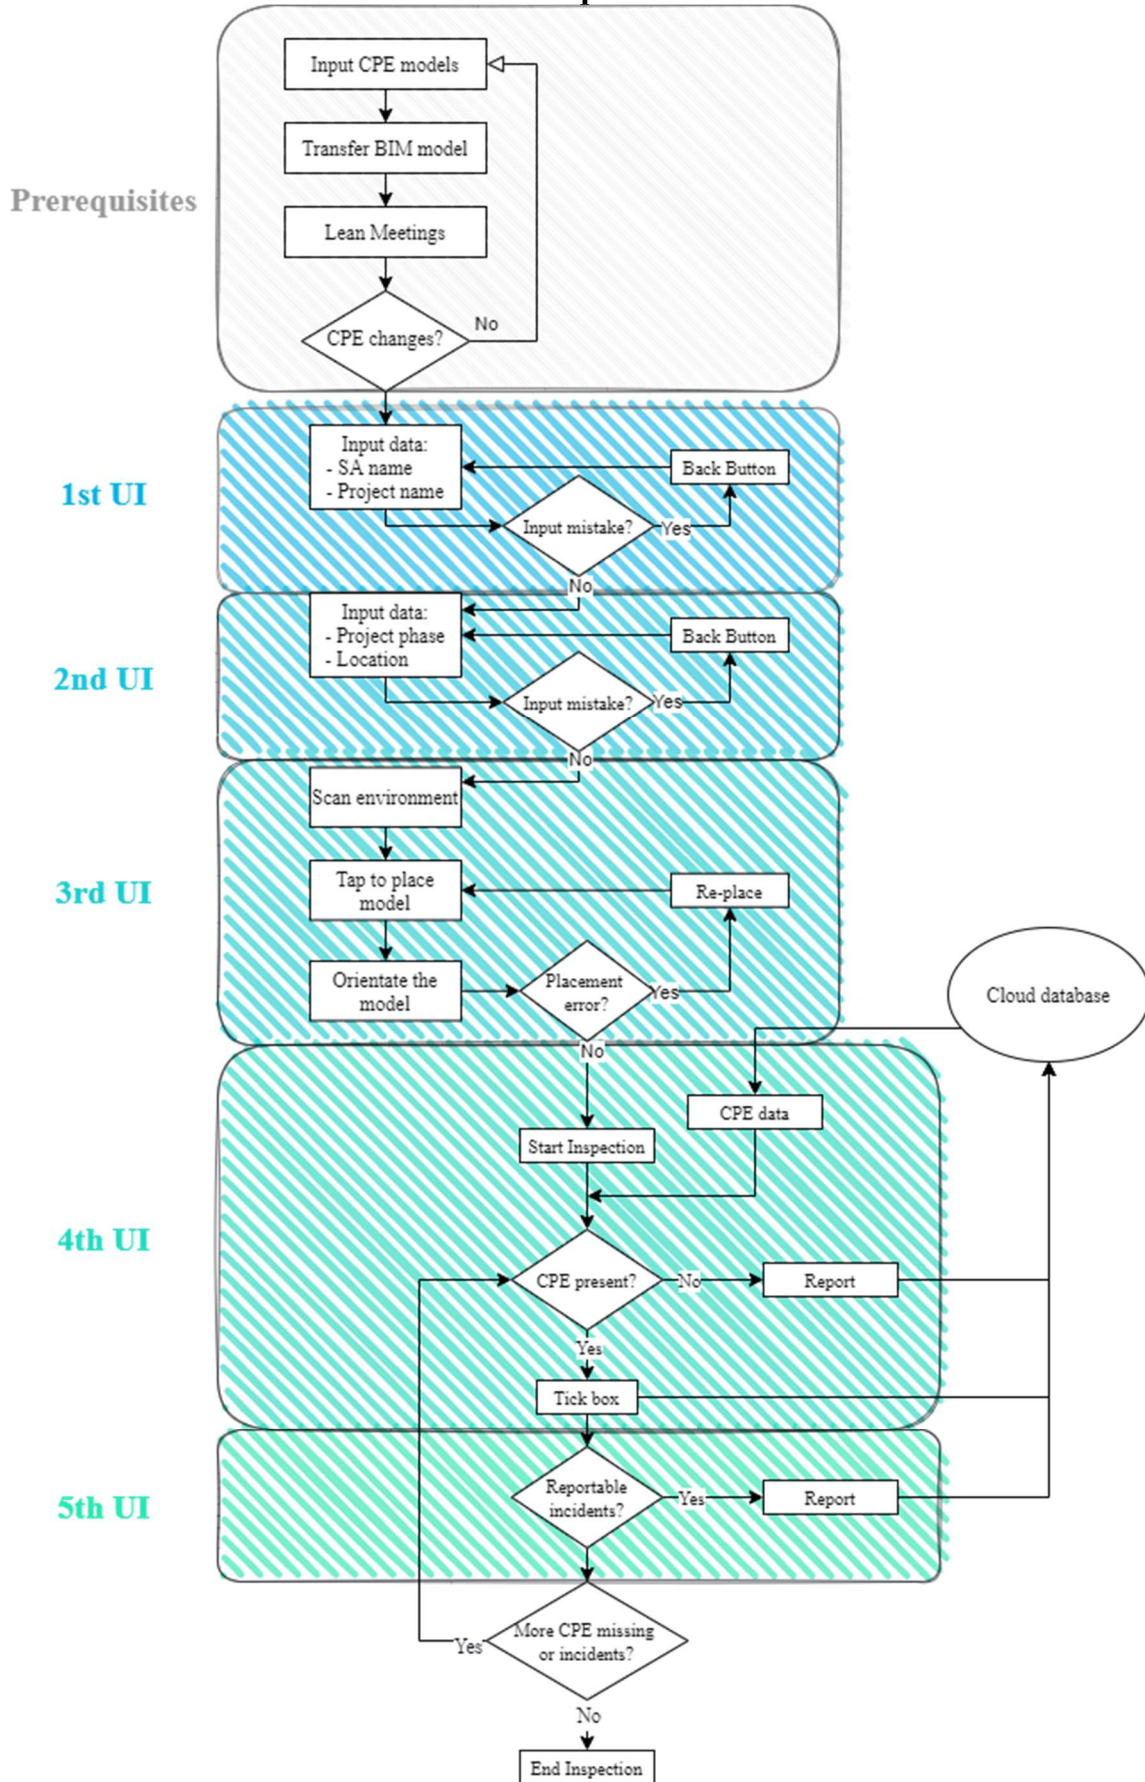 Input CPE models
Transfer BIM model
Prerequisites
Lean Meetings
CPE changes?
No
Input data:
- SA name
- Project name
Back Button
1st UI
Input mistake?
Yes
No
Input data:
- Project phase
- Location
Back Button
2nd UI
Input mistake?
Yes
No
Scan environment
3rd UI
Tap to place
model
Re-place
Orientate the
model
Placement
error?
Yes
Cloud database
No
CPE data
Start Inspection
4th UI
CPE present?
No
Report
Yes
Tick box
5th UI
Reportable
incidents?
Yes
Report
More CPE missing
or incidents?
Yes
No
End Inspection